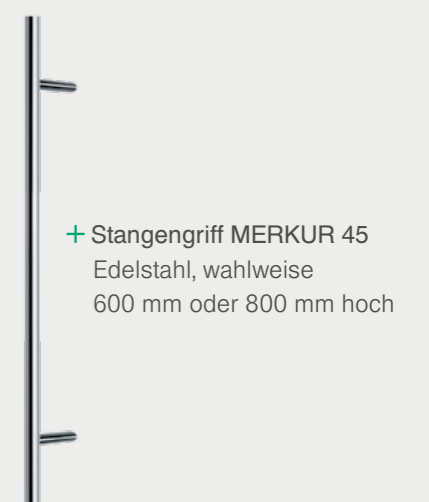 + Stangengriff MERKUR 45
Edelstahl, wahlweise
600 mm oder 800 mm hoch